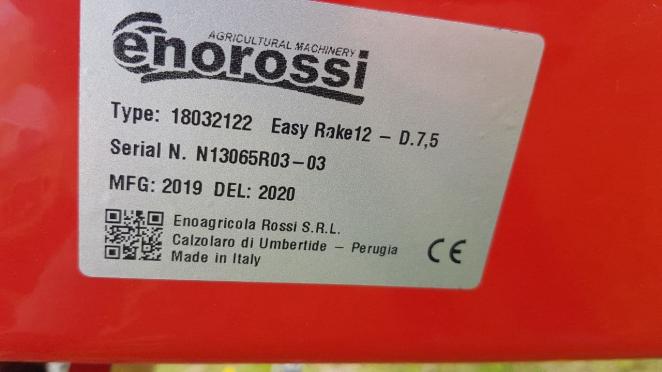 AGRICULTURAL MACHINERY
enorossi
Type: 18032122 Easy Rake12 – D.7,5
Serial N. N13065R03–03
MFG: 2019 DEL: 2020
Enoagricola Rossi S.R.L.
Calzolaro di Umbertide – Perugia
Made in Italy
CE